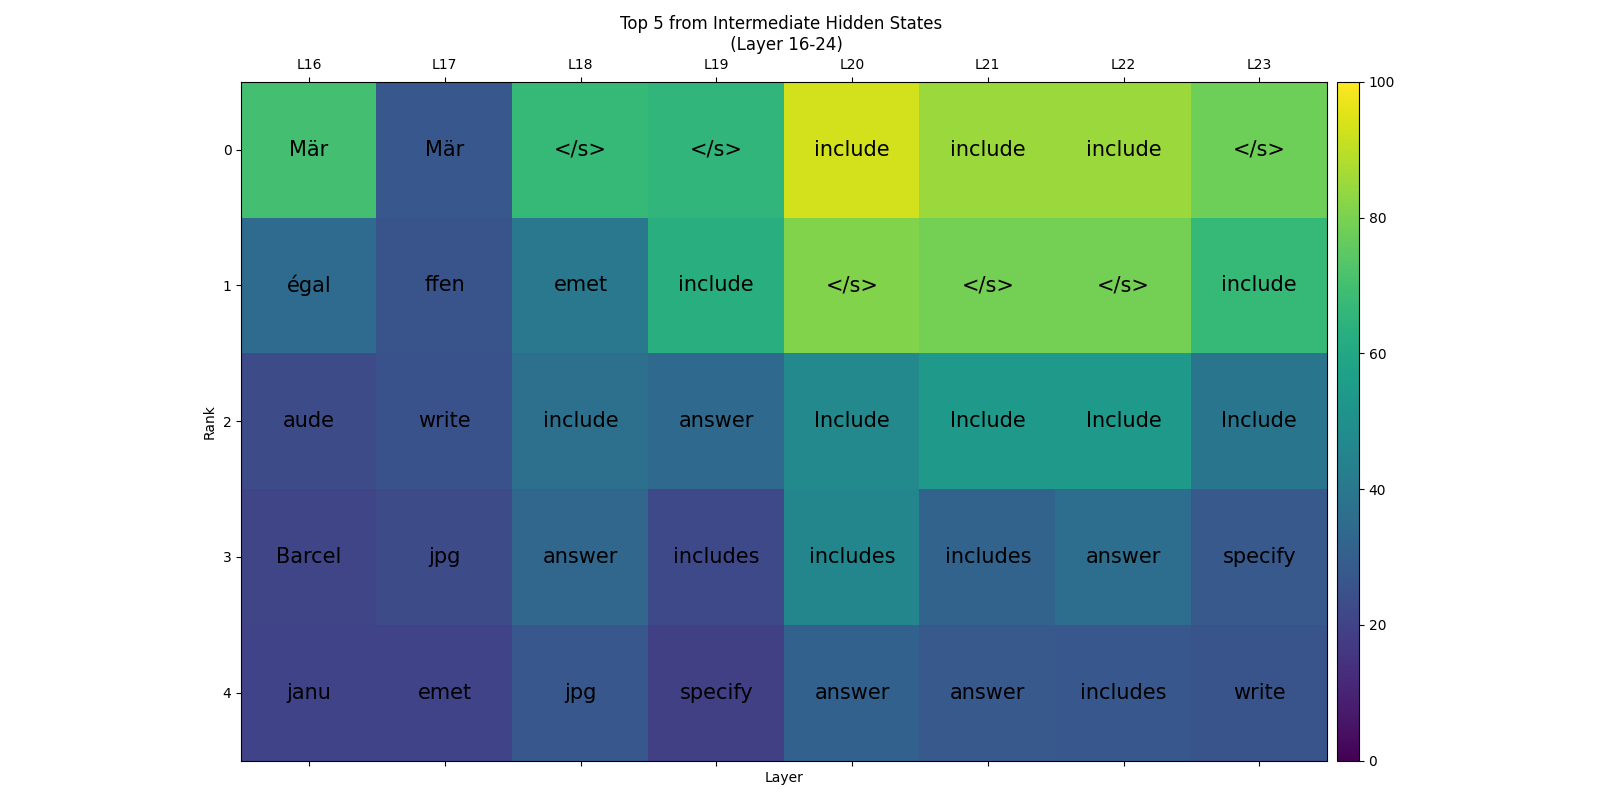 Top 5 from Intermediate Hidden States
(Layer 16-24)
L16 L17 L18 L19 L20 L21 L22 L23
0 Mär Mär </s> </s> include include include </s> 100
1 égal ffen emet include </s> </s> </s> include 80
2 aude write include answer Include Include Include Include 60
3 Barcel jpg answer includes includes includes answer specify 40
4 janu emet jpg specify answer answer includes write 20
0
Rank
Layer